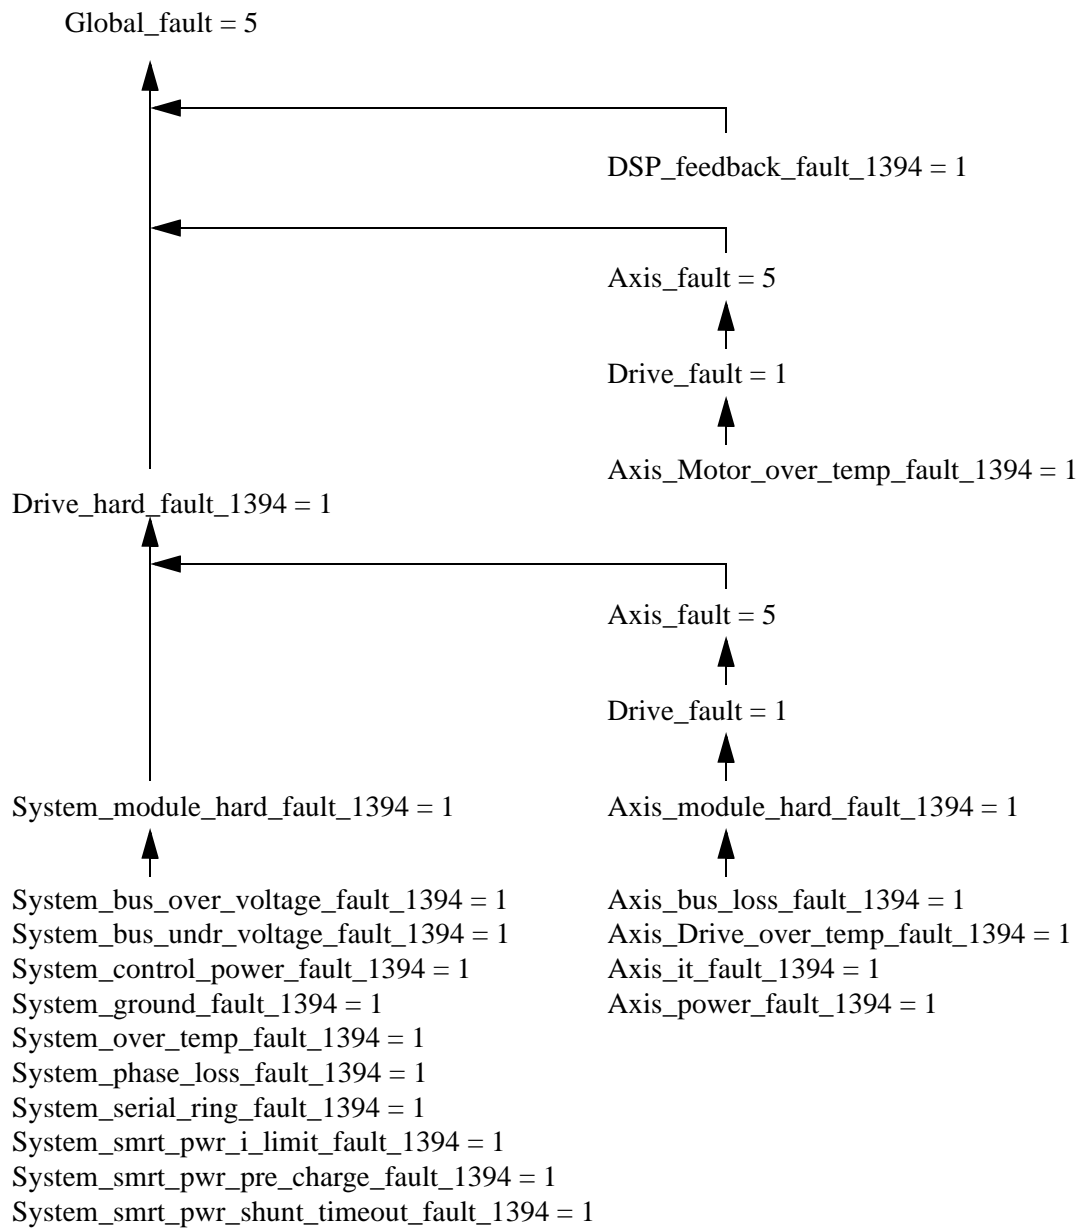 Global_fault = 5
DSP_feedback_fault_1394 = 1
Axis_fault = 5
Drive_fault = 1
Axis_Motor_over_temp_fault_1394 = 1
Drive_hard_fault_1394 = 1
Axis_fault = 5
Drive_fault = 1
System_module_hard_fault_1394 = 1
Axis_module_hard_fault_1394 = 1
System_bus_over_voltage_fault_1394 = 1
System_bus_undr_voltage_fault_1394 = 1
System_control_power_fault_1394 = 1
System_ground_fault_1394 = 1
System_over_temp_fault_1394 = 1
System_phase_loss_fault_1394 = 1
System_serial_ring_fault_1394 = 1
System_smrt_pwr_i_limit_fault_1394 = 1
System_smrt_pwr_pre_charge_fault_1394 = 1
System_smrt_pwr_shunt_timeout_fault_1394 = 1
Axis_bus_loss_fault_1394 = 1
Axis_Drive_over_temp_fault_1394 = 1
Axis_it_fault_1394 = 1
Axis_power_fault_1394 = 1